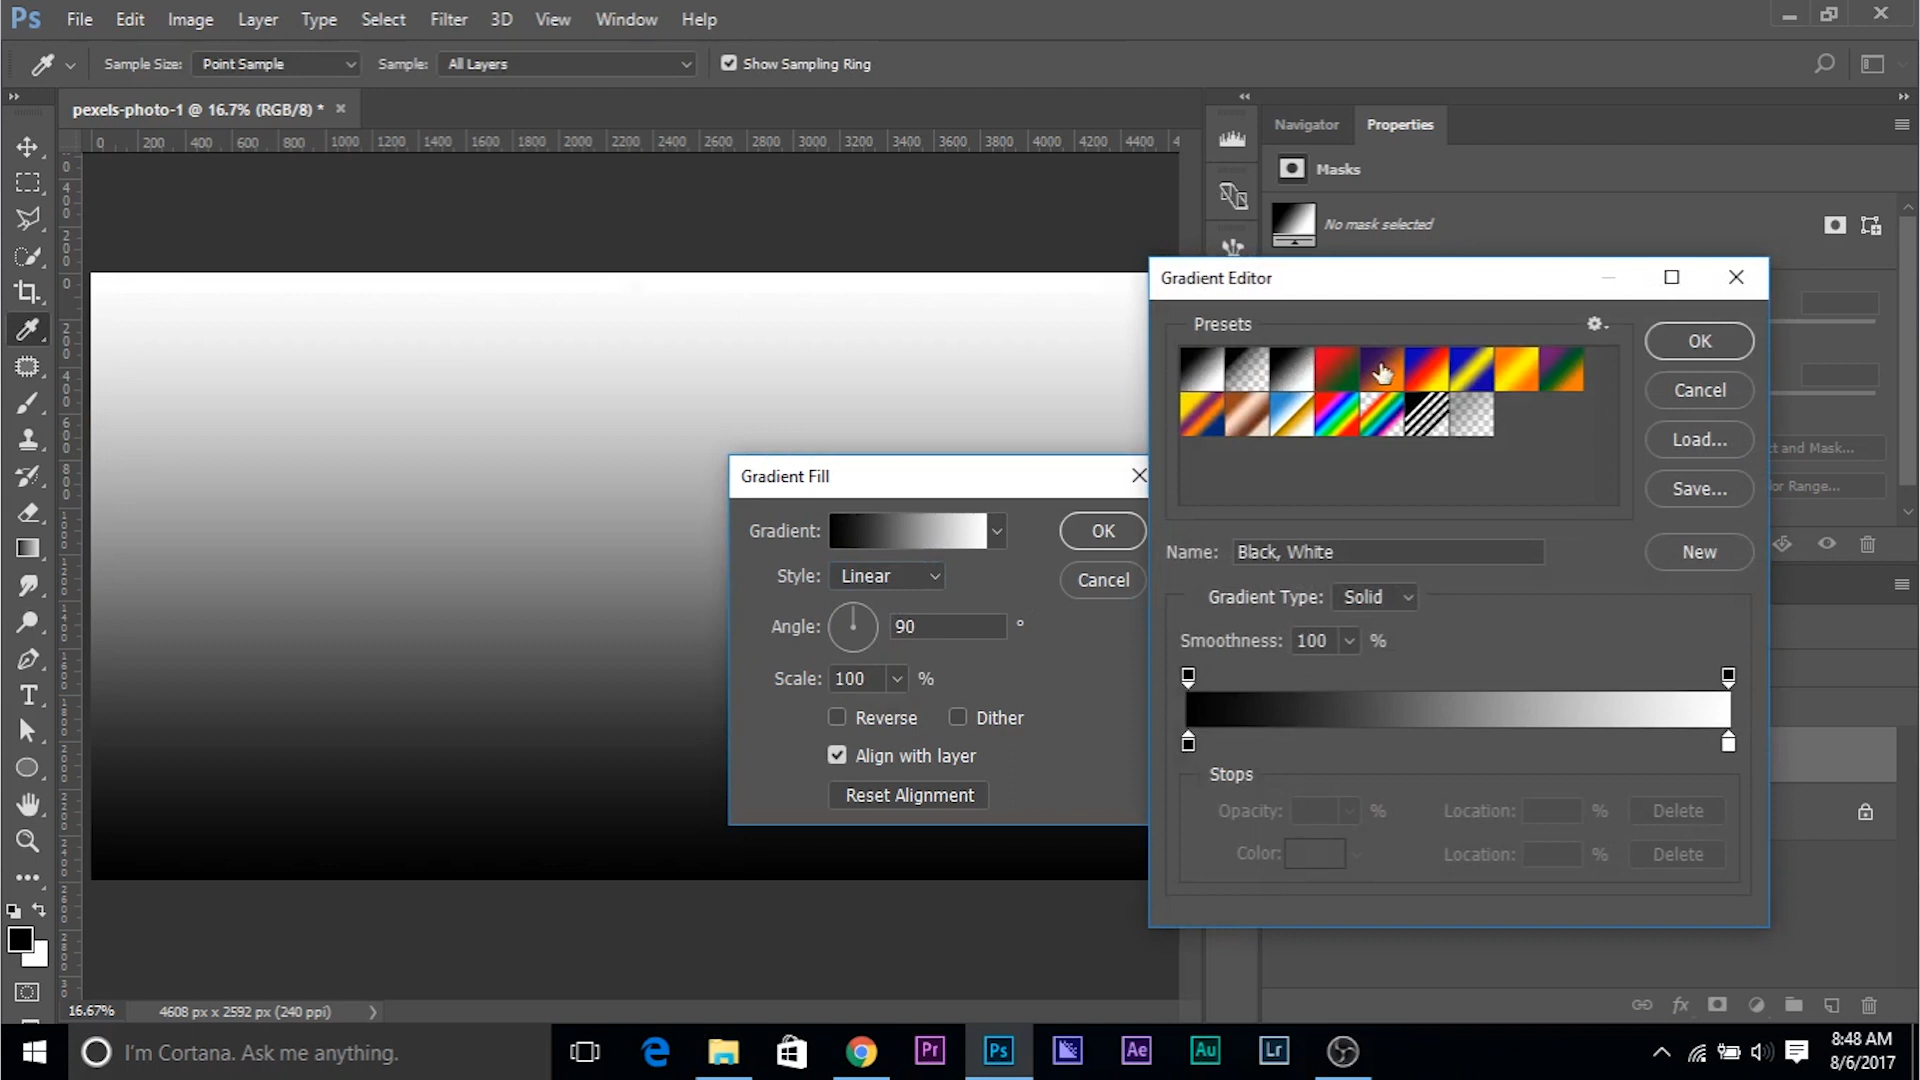 Ps File Edit Image Layer Type Select Filter 3D View Window Help
Sample Size: Point Sample Sample: All Layers Show Sampling Ring
pexels-photo-1 @ 16.7% (RGB/8) *
0 200 400 600 800 1000 1200 1400 1600 1800 2000 2200 2400 2600 2800 3000 3200 3400 3600 3800 4000 4200 4400
Navigator Properties
Masks
No mask selected
Gradient Editor
Presets
OK
Cancel
Load...
Save...
ct and Mask...
or Range...
Name: Black, White
New
Gradient Type: Solid
Smoothness: 100 %
Stops
Opacity: % Location: % Delete
Color: Location: % Delete
Gradient Fill
Gradient: OK
Style: Linear Cancel
Angle: 90 °
Scale: 100 %
Reverse Dither
Align with layer
Reset Alignment
16.67% 4608 px x 2592 px (240 ppi)
fx
I'm Cortana. Ask me anything.
Pr Ps Ae Au Lr
8:48 AM
8/6/2017